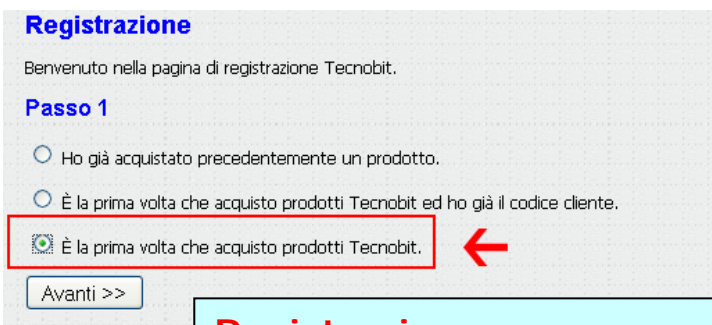 Registrazione
Benvenuto nella pagina di registrazione Tecnobit.
Passo 1
Ho già acquistato precedentemente un prodotto.
È la prima volta che acquisto prodotti Tecnobit ed ho già il codice cliente.
È la prima volta che acquisto prodotti Tecnobit.
Avanti >>